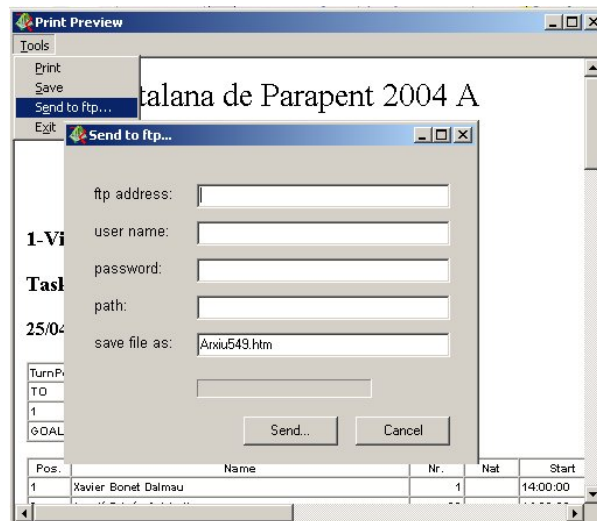 Print Preview
Tools
Print
Save
Send to ftp...
Exit
talana de Parapent 2004 A
Send to ftp...
ftp address:
user name:
password:
path:
save file as: Arxiu549.htm
Send... Cancel
1-Vi
Task
25/04
TurnP
TO
1
GOAL
Pos. Name Nr. Nat Start
1 Xavier Bonet Dalmau 1 14:00:00